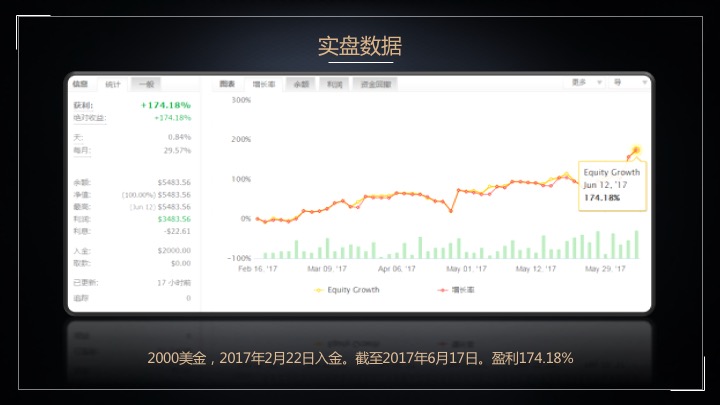 实盘数据
信息 统计 一般
图表 增长率 余额 利润 资金回撤
更多 导
获利: +174.18%
绝对收益: +174.18%
天: 0.84%
每月: 29.57%
余额: $5483.56
净值: (100.00%) $5483.56
最高: (Jun 12) $5483.56
利润: $3483.56
利息: -$22.61
入金: $2000.00
取款: $0.00
已更新: 17 小时前
追踪 0
300%
200%
100%
0%
-100%
Feb 16, '17 Mar 09, '17 Apr 06, '17 May 01, '17 May 12, '17 May 29, '17
Equity Growth
Jun 12, '17
174.18%
Equity Growth 增长率
2000美金，2017年2月22日入金。截至2017年6月17日。盈利174.18%